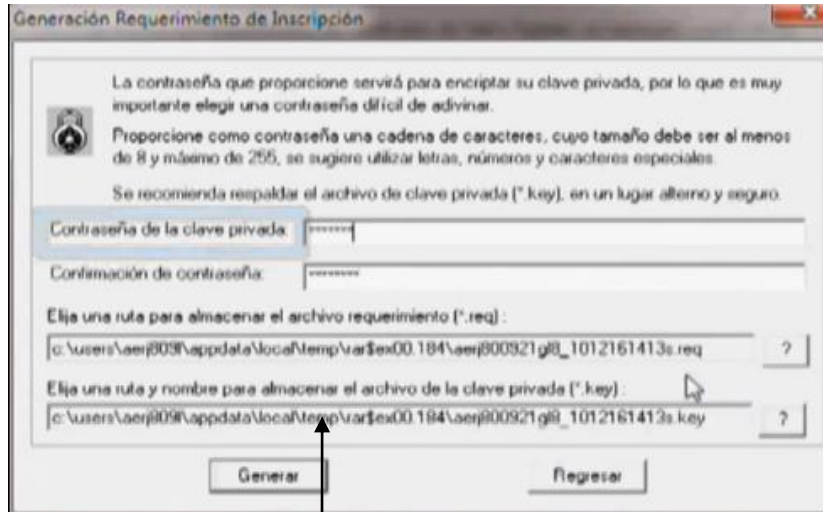 Generación Requerimiento de Inscripción
La contraseña que proporcione servirá para encriptar su clave privada, por lo que es muy
importante elegir una contraseña difícil de adivinar.
Proporcione como contraseña una cadena de caracteres, cuyo tamaño debe ser al menos
de 8 y máximo de 255, se sugiere utilizar letras, números y caracteres especiales.
Se recomienda respaldar el archivo de clave privada (*.key), en un lugar alterno y seguro.
Contraseña de la clave privada:
Confirmación de contraseña:
Elija una ruta para almacenar el archivo requerimiento (*.req) :
?
Elija una ruta y nombre para almacenar el archivo de la clave privada (*.key) :
?
Generar Regresar